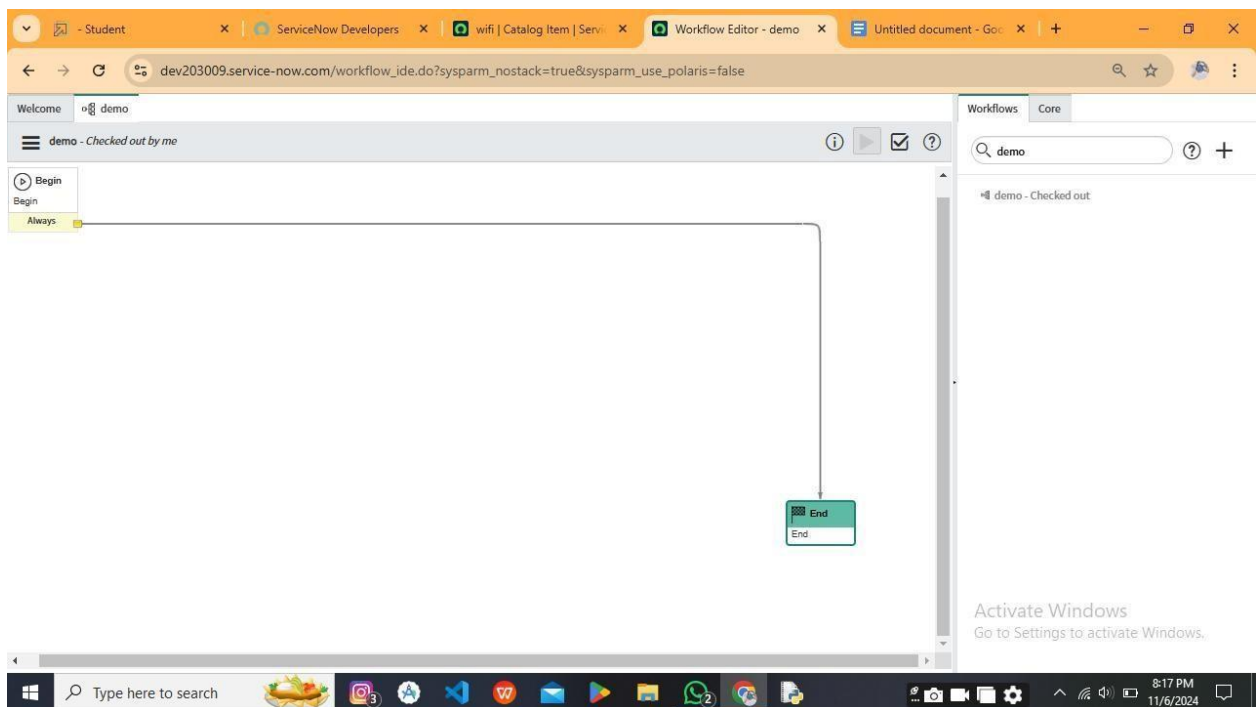 - Student
ServiceNow Developers
wifi | Catalog Item | Servic
Workflow Editor - demo
Untitled document - Goo
dev203009.service-now.com/workflow_ide.do?sysparm_nostack=true&sysparm_use_polaris=false
Welcome
demo
Workflows
Core
demo - Checked out by me
demo
Begin
Begin
Always
demo - Checked out
End
End
Activate Windows
Go to Settings to activate Windows.
Type here to search
3
2
8:17 PM
11/6/2024